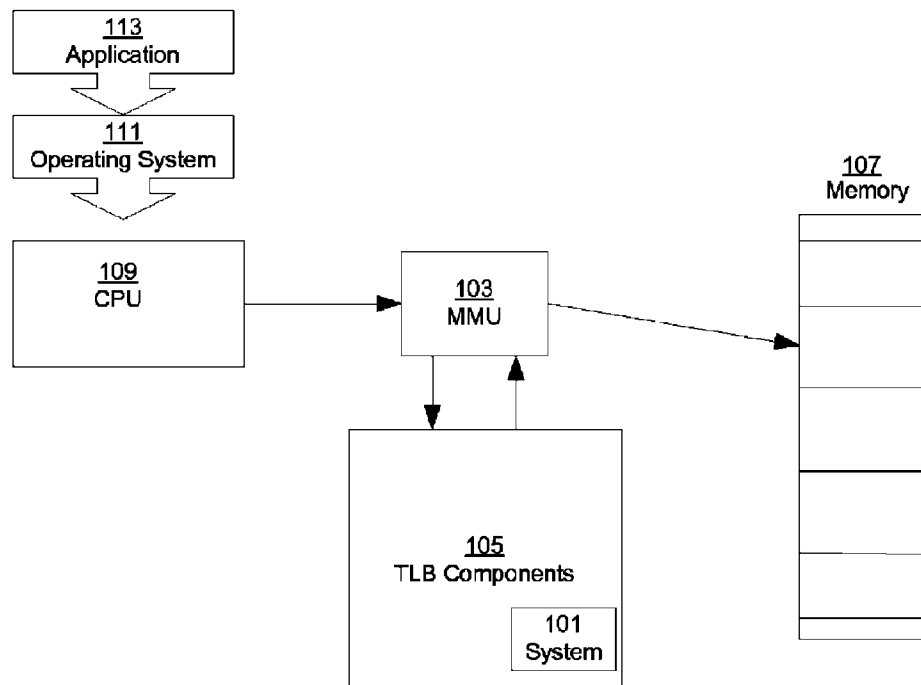 113
Application
111
Operating System
107
Memory
109
CPU
103
MMU
105
TLB Components
101
System